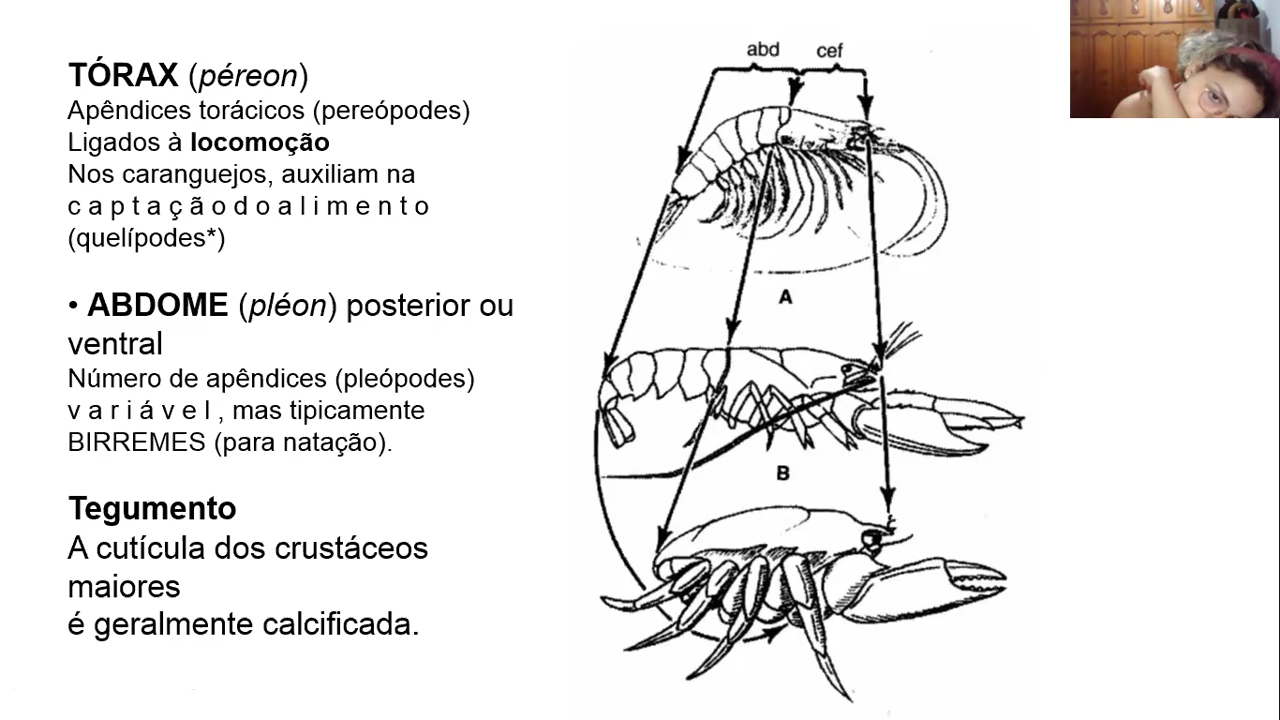 TÓRAX (péreon)
Apêndices torácicos (pereópodes)
Ligados à locomoção
Nos caranguejos, auxiliam na
c a p t a ç ã o d o a l i m e n t o
(quelípodes*)
• ABDOME (pléon) posterior ou
ventral
Número de apêndices (pleópodes)
v a r i á v e l , mas tipicamente
BIRREMES (para natação).
Tegumento
A cutícula dos crustáceos
maiores
é geralmente calcificada.
abd cef
A
B